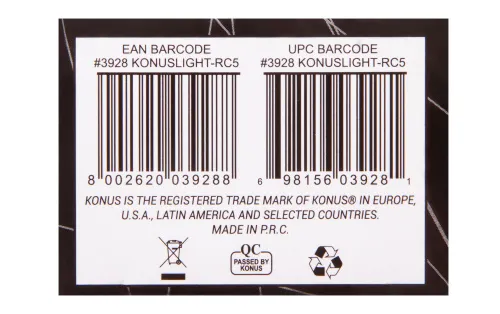 EAN BARCODE
#3928 KONUSLIGHT-RC5
8 002620 039288
UPC BARCODE
#3928 KONUSLIGHT-RC5
6 98156 03928 1
KONUS IS THE REGISTERED TRADE MARK OF KONUS® IN EUROPE,
U.S.A., LATIN AMERICA AND SELECTED COUNTRIES.
MADE IN P.R.C.
QC
PASSED BY
KONUS